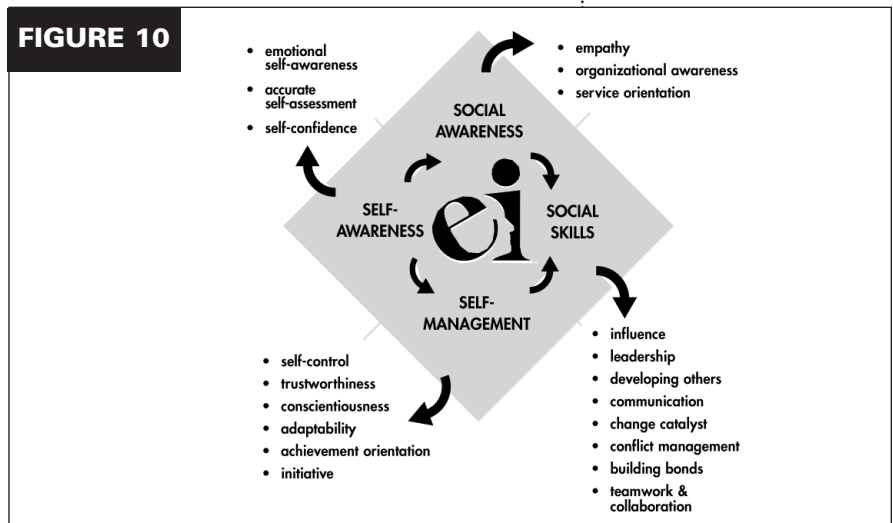 FIGURE 10
• emotional
self-awareness
• accurate
self-assessment
• self-confidence
• empathy
• organizational awareness
• service orientation
SOCIAL
AWARENESS
SELF-
AWARENESS
ei
SOCIAL
SKILLS
SELF-
MANAGEMENT
• self-control
• trustworthiness
• conscientiousness
• adaptability
• achievement orientation
• initiative
• influence
• leadership
• developing others
• communication
• change catalyst
• conflict management
• building bonds
• teamwork &
collaboration